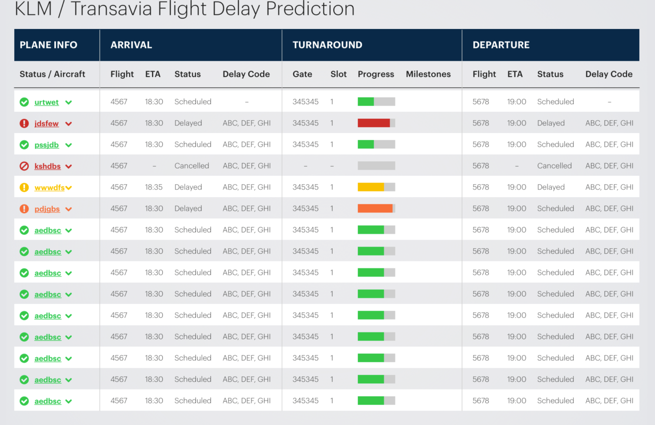 KLM / Transavia Flight Delay Prediction
PLANE INFO ARRIVAL TURNAROUND DEPARTURE
Status / Aircraft Flight ETA Status Delay Code Gate Slot Progress Milestones Flight ETA Status Delay Code
urtwet 4567 18:30 Scheduled – 345345 1 5678 19:00 Scheduled –
jdsfew 4567 18:30 Delayed ABC, DEF, GHI 345345 1 5678 19:00 Delayed ABC, DEF, GHI
pssjdb 4567 18:30 Scheduled ABC, DEF, GHI 345345 1 5678 19:00 Scheduled ABC, DEF, GHI
kshdbs 4567 – Cancelled ABC, DEF, GHI – – 5678 – Cancelled ABC, DEF, GHI
wwwdfs 4567 18:35 Delayed ABC, DEF, GHI 345345 1 5678 19:00 Delayed ABC, DEF, GHI
pdjgbs 4567 18:30 Delayed ABC, DEF, GHI 345345 1 5678 19:00 Scheduled ABC, DEF, GHI
aedbsc 4567 18:30 Scheduled ABC, DEF, GHI 345345 1 5678 19:00 Scheduled ABC, DEF, GHI
aedbsc 4567 18:30 Scheduled ABC, DEF, GHI 345345 1 5678 19:00 Scheduled ABC, DEF, GHI
aedbsc 4567 18:30 Scheduled ABC, DEF, GHI 345345 1 5678 19:00 Scheduled ABC, DEF, GHI
aedbsc 4567 18:30 Scheduled ABC, DEF, GHI 345345 1 5678 19:00 Scheduled ABC, DEF, GHI
aedbsc 4567 18:30 Scheduled ABC, DEF, GHI 345345 1 5678 19:00 Scheduled ABC, DEF, GHI
aedbsc 4567 18:30 Scheduled ABC, DEF, GHI 345345 1 5678 19:00 Scheduled ABC, DEF, GHI
aedbsc 4567 18:30 Scheduled ABC, DEF, GHI 345345 1 5678 19:00 Scheduled ABC, DEF, GHI
aedbsc 4567 18:30 Scheduled ABC, DEF, GHI 345345 1 5678 19:00 Scheduled ABC, DEF, GHI
aedbsc 4567 18:30 Scheduled ABC, DEF, GHI 345345 1 5678 19:00 Scheduled ABC, DEF, GHI